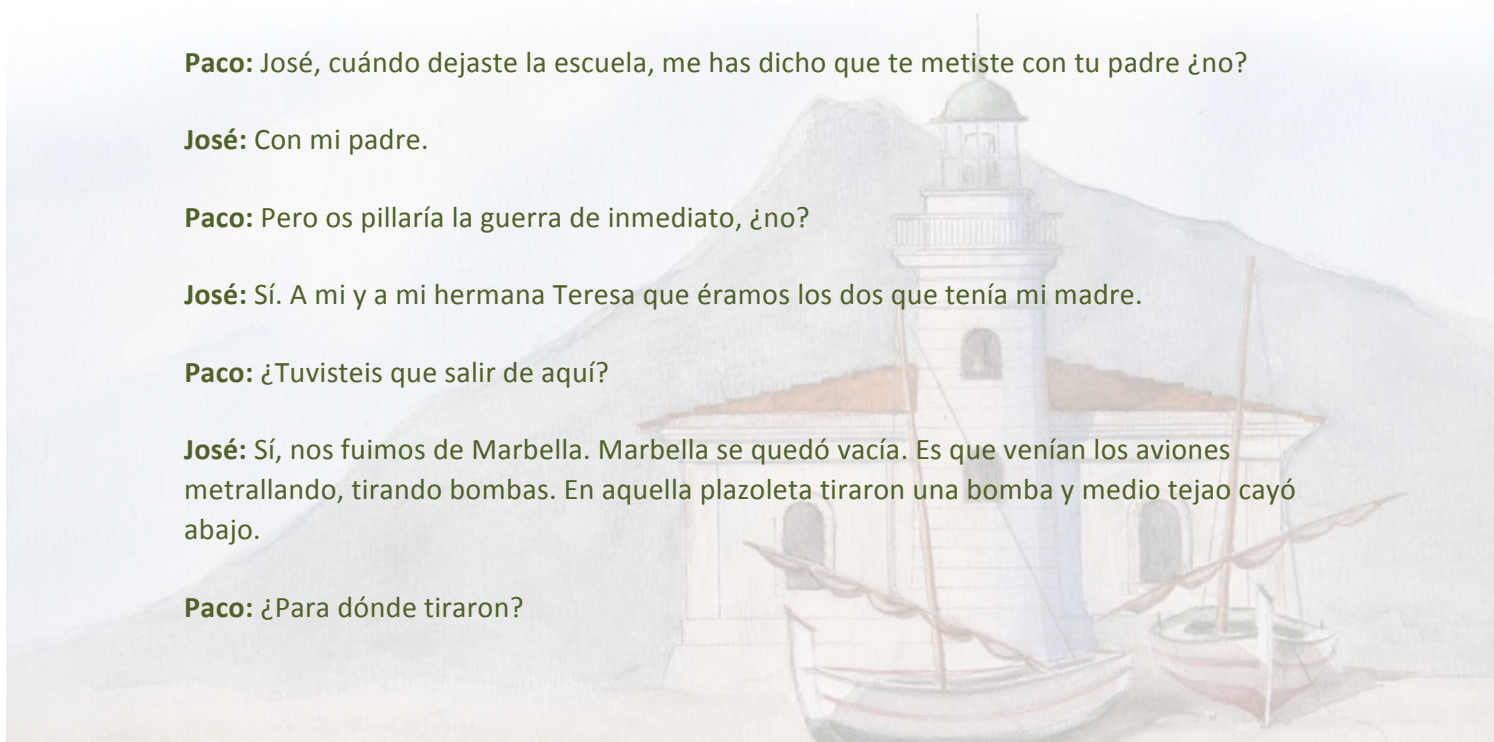 Paco: José, cuándo dejaste la escuela, me has dicho que te metiste con tu padre ¿no?
José: Con mi padre.
Paco: Pero os pillaría la guerra de inmediato, ¿no?
José: Sí. A mi y a mi hermana Teresa que éramos los dos que tenía mi madre.
Paco: ¿Tuvisteis que salir de aquí?
José: Sí, nos fuimos de Marbella. Marbella se quedó vacía. Es que venían los aviones
metrallando, tirando bombas. En aquella plazoleta tiraron una bomba y medio tejao cayó
abajo.
Paco: ¿Para dónde tiraron?